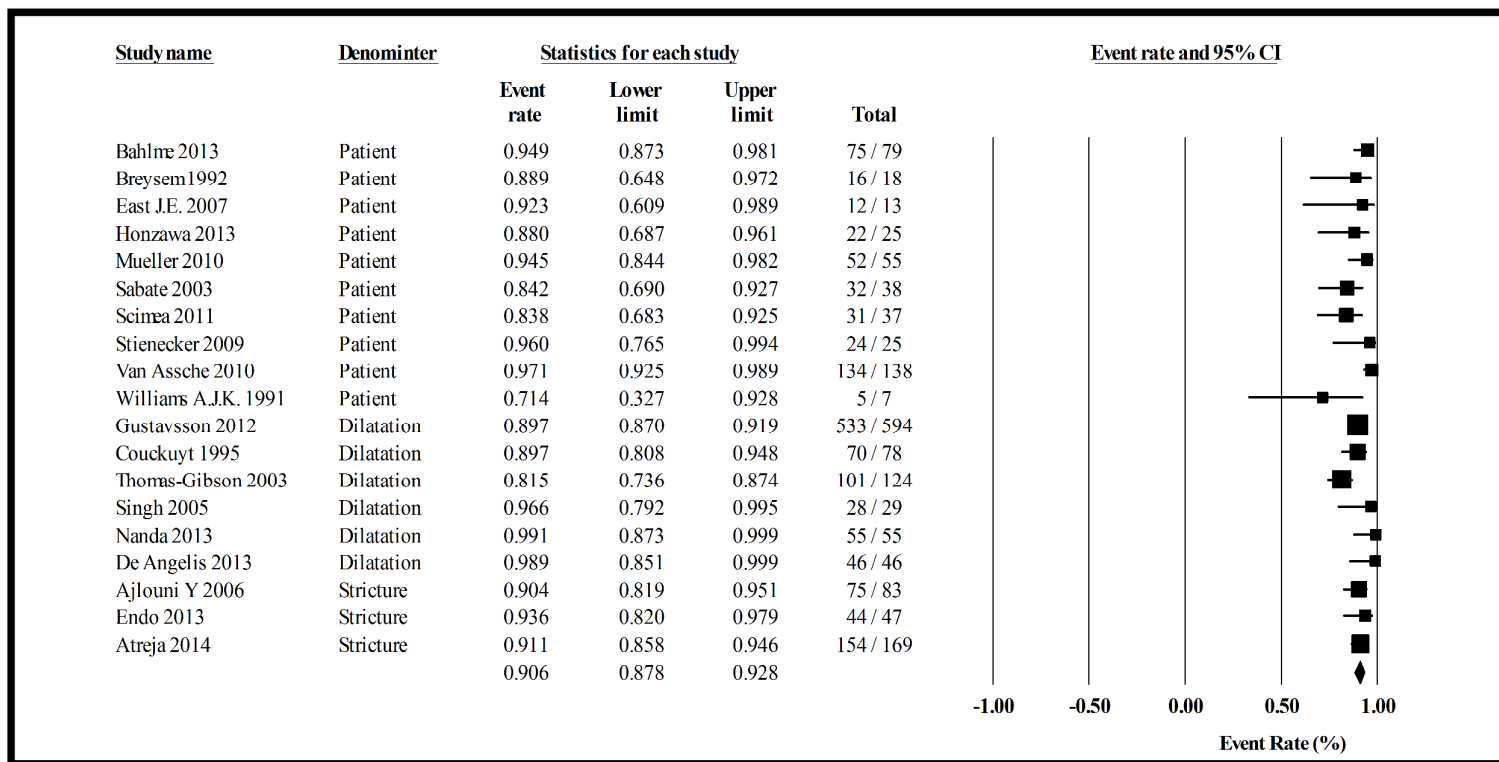 Study name Denominter Statistics for each study Event rate and 95% CI
Event rate Lower limit Upper limit Total
Bahlme 2013 Patient 0.949 0.873 0.981 75 / 79
Breysem1992 Patient 0.889 0.648 0.972 16 / 18
East J.E. 2007 Patient 0.923 0.609 0.989 12 / 13
Honzawa 2013 Patient 0.880 0.687 0.961 22 / 25
Mueller 2010 Patient 0.945 0.844 0.982 52 / 55
Sabate 2003 Patient 0.842 0.690 0.927 32 / 38
Scimea 2011 Patient 0.838 0.683 0.925 31 / 37
Stienecker 2009 Patient 0.960 0.765 0.994 24 / 25
Van Assche 2010 Patient 0.971 0.925 0.989 134 / 138
Williams A.J.K. 1991 Patient 0.714 0.327 0.928 5 / 7
Gustavsson 2012 Dilatation 0.897 0.870 0.919 533 / 594
Couckuyt 1995 Dilatation 0.897 0.808 0.948 70 / 78
Thomas-Gibson 2003 Dilatation 0.815 0.736 0.874 101 / 124
Singh 2005 Dilatation 0.966 0.792 0.995 28 / 29
Nanda 2013 Dilatation 0.991 0.873 0.999 55 / 55
De Angelis 2013 Dilatation 0.989 0.851 0.999 46 / 46
Ajlouni Y 2006 Stricture 0.904 0.819 0.951 75 / 83
Endo 2013 Stricture 0.936 0.820 0.979 44 / 47
Atreja 2014 Stricture 0.911 0.858 0.946 154 / 169
0.906 0.878 0.928
-1.00 -0.50 0.00 0.50 1.00
Event Rate (%)